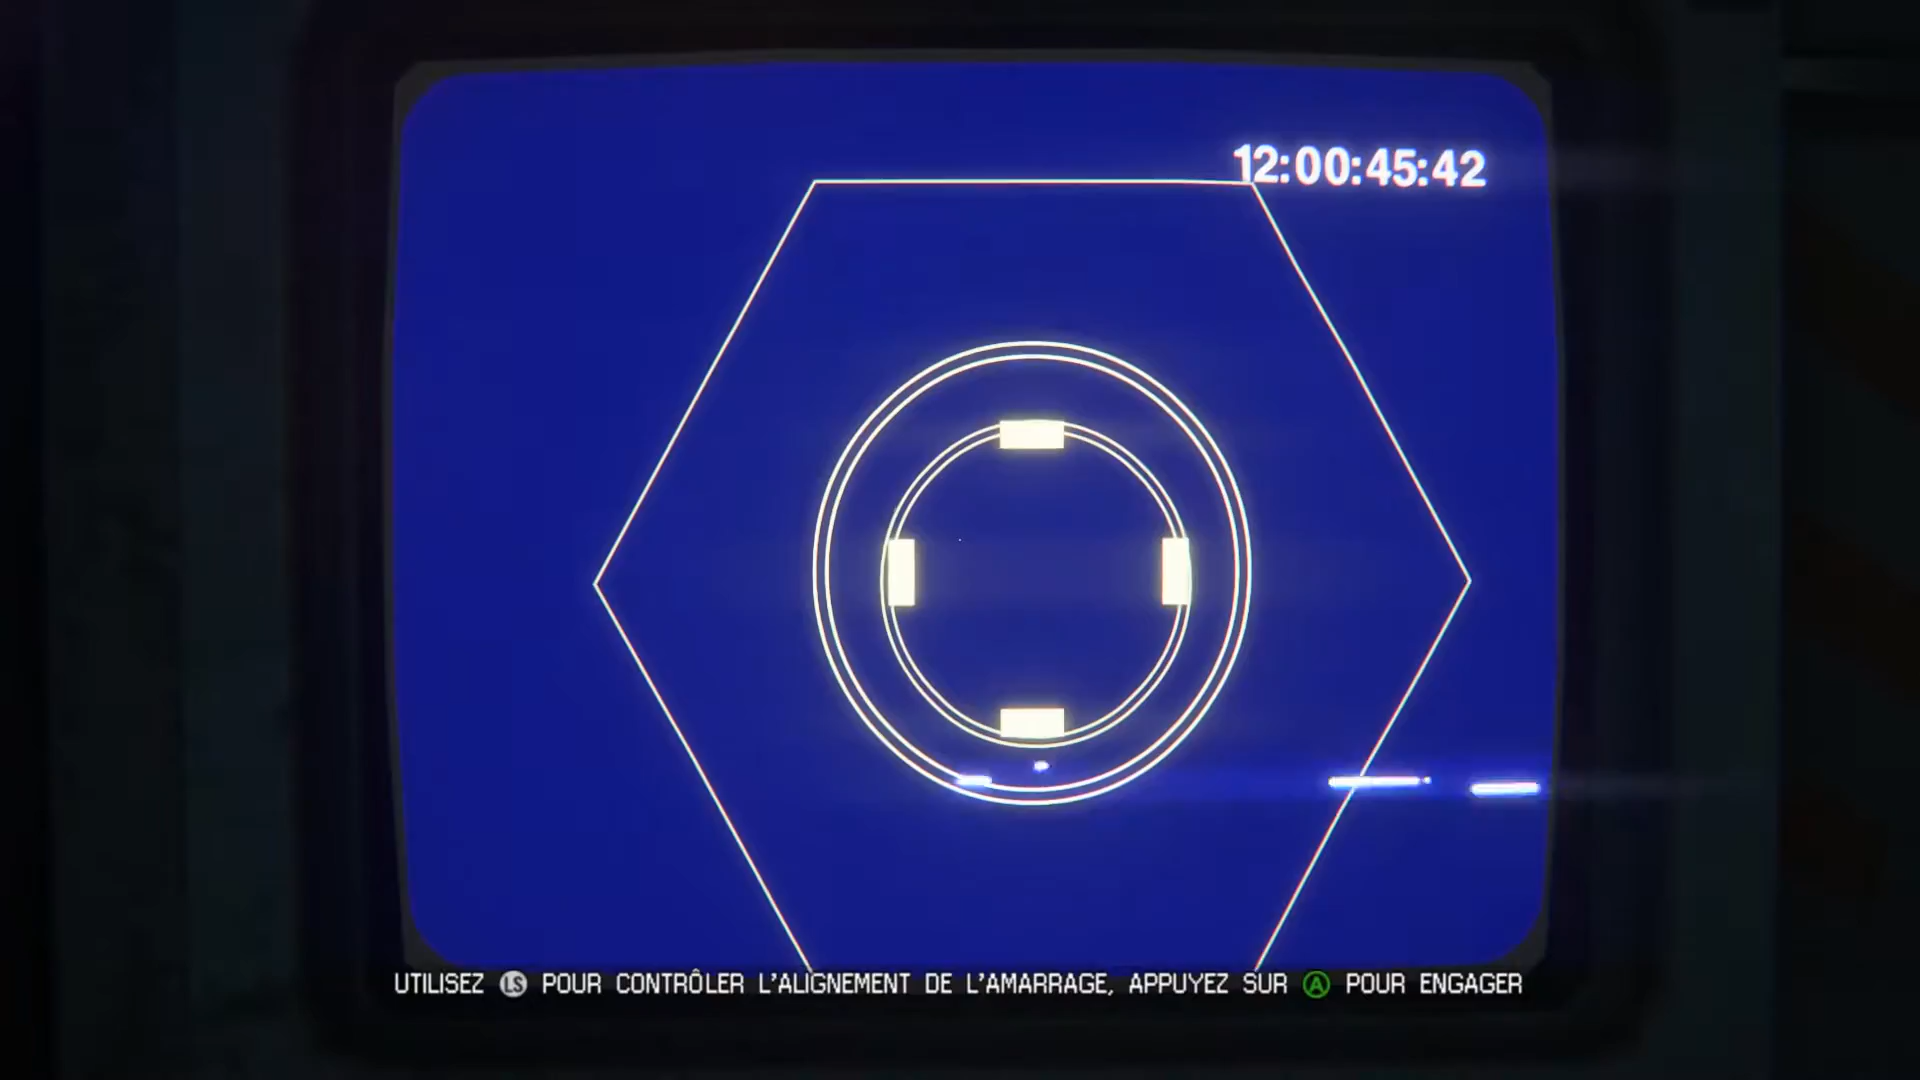 12:00:45:42
UTILISEZ LS POUR CONTRÔLER L'ALIGNEMENT DE L'AMARRAGE, APPUYEZ SUR A POUR ENGAGER